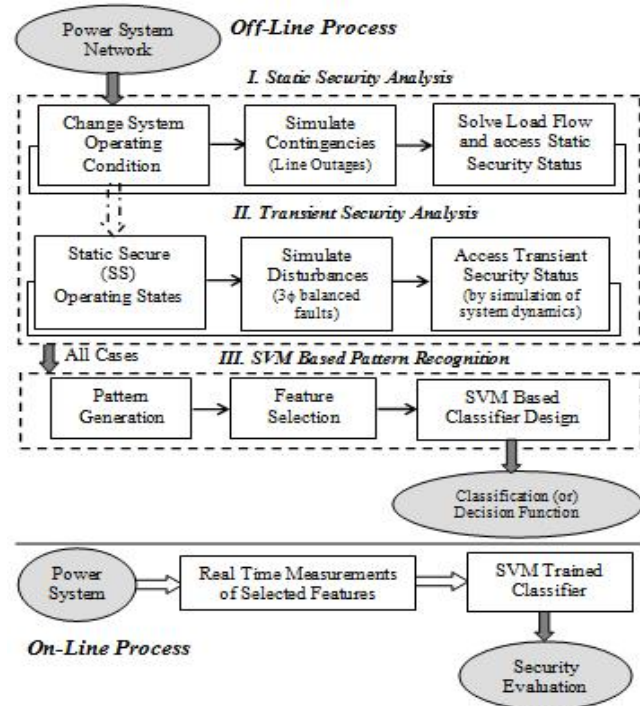 Power System
Network
Off-Line Process
I. Static Security Analysis
Change System
Operating
Condition
Simulate
Contingencies
(Line Outages)
Solve Load Flow
and access Static
Security Status
II. Transient Security Analysis
Static Secure
(SS)
Operating States
Simulate
Disturbances
(3ϕ balanced
faults)
Access Transient
Security Status
(by simulation of
system dynamics)
All Cases
III. SVM Based Pattern Recognition
Pattern
Generation
Feature
Selection
SVM Based
Classifier Design
Classification (or)
Decision Function
Power
System
Real Time Measurements
of Selected Features
SVM Trained
Classifier
On-Line Process
Security
Evaluation